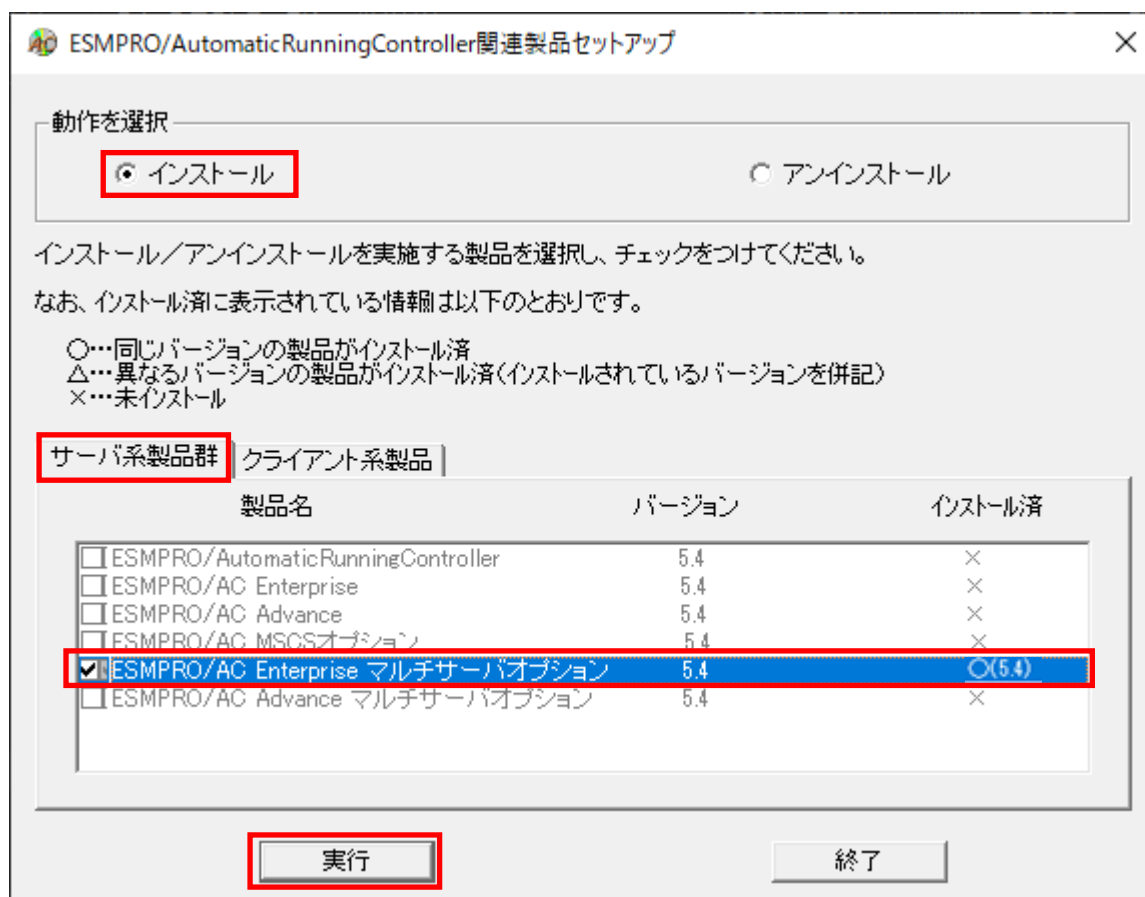 ESMPRO/AutomaticRunningController関連製品セットアップ
動作を選択
インストール アンインストール
インストール／アンインストールを実施する製品を選択し、チェックをつけてください。
なお、インストール済に表示されている情報は以下のとおりです。
○…同じバージョンの製品がインストール済
△…異なるバージョンの製品がインストール済(インストールされているバージョンを併記)
×…未インストール
サーバ系製品群 クライアント系製品
製品名 バージョン インストール済
ESMPRO/AutomaticRunningController 5.4 ×
ESMPRO/AC Enterprise 5.4 ×
ESMPRO/AC Advance 5.4 ×
ESMPRO/AC MSCSオプション 5.4 ×
ESMPRO/AC Enterprise マルチサーバオプション 5.4 ○(5.4)
ESMPRO/AC Advance マルチサーバオプション 5.4 ×
実行 終了